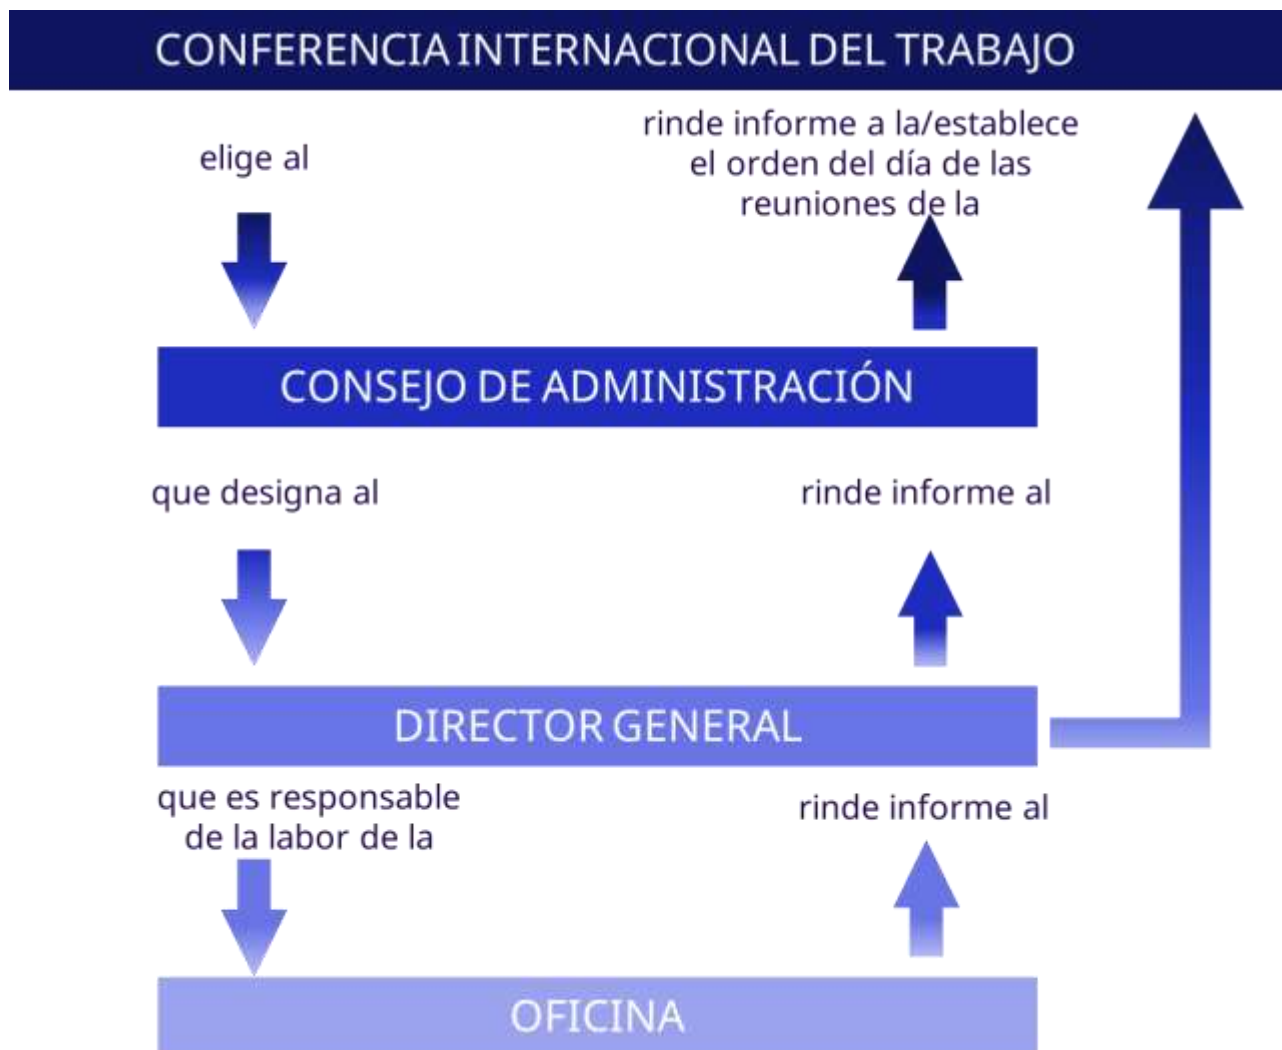 CONFERENCIA INTERNACIONAL DEL TRABAJO
elige al
rinde informe a la/establece
el orden del día de las
reuniones de la
CONSEJO DE ADMINISTRACIÓN
que designa al
rinde informe al
DIRECTOR GENERAL
que es responsable
de la labor de la
rinde informe al
OFICINA